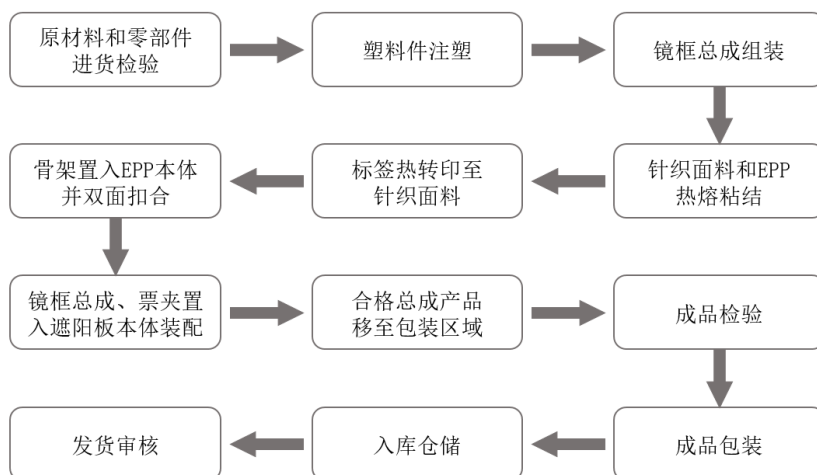 原材料和零部件
进货检验
塑料件注塑
镜框总成组装
针织面料和EPP
热熔粘结
标签热转印至
针织面料
骨架置入EPP本体
并双面扣合
镜框总成、票夹置
入遮阳板本体装配
合格总成产品
移至包装区域
成品检验
成品包装
入库仓储
发货审核